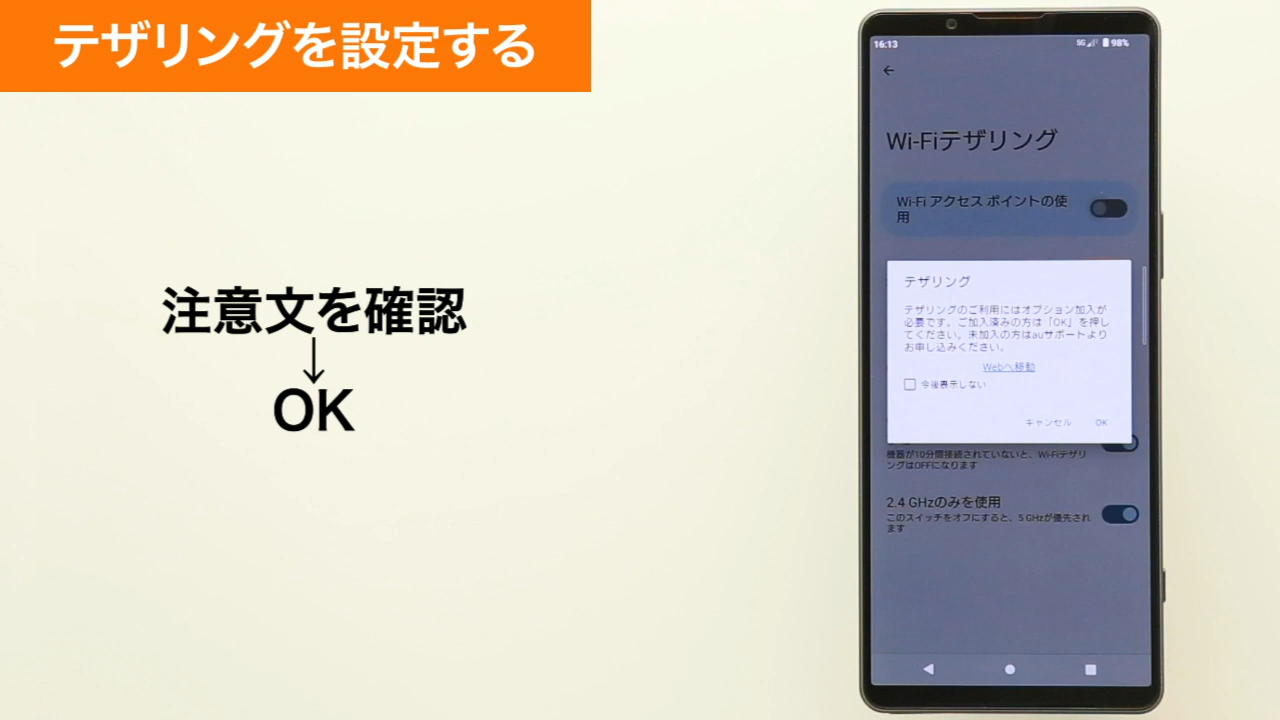 テザリングを設定する
注意文を確認
↓
OK
16:13
5G 98%
Wi-Fiテザリング
Wi-Fi アクセス ポイントの使
用
テザリング
テザリングのご利用にはオプション加入が
必要です。ご加入済みの方は「OK」を押し
てください。未加入の方はauサポートより
お申し込みください。
Webへ移動
今後表示しない
キャンセル OK
機器が10分間接続されていないと、Wi-Fiテザリ
ングはOFFになります
2.4 GHzのみを使用
このスイッチをオフにすると、5 GHzが優先され
ます